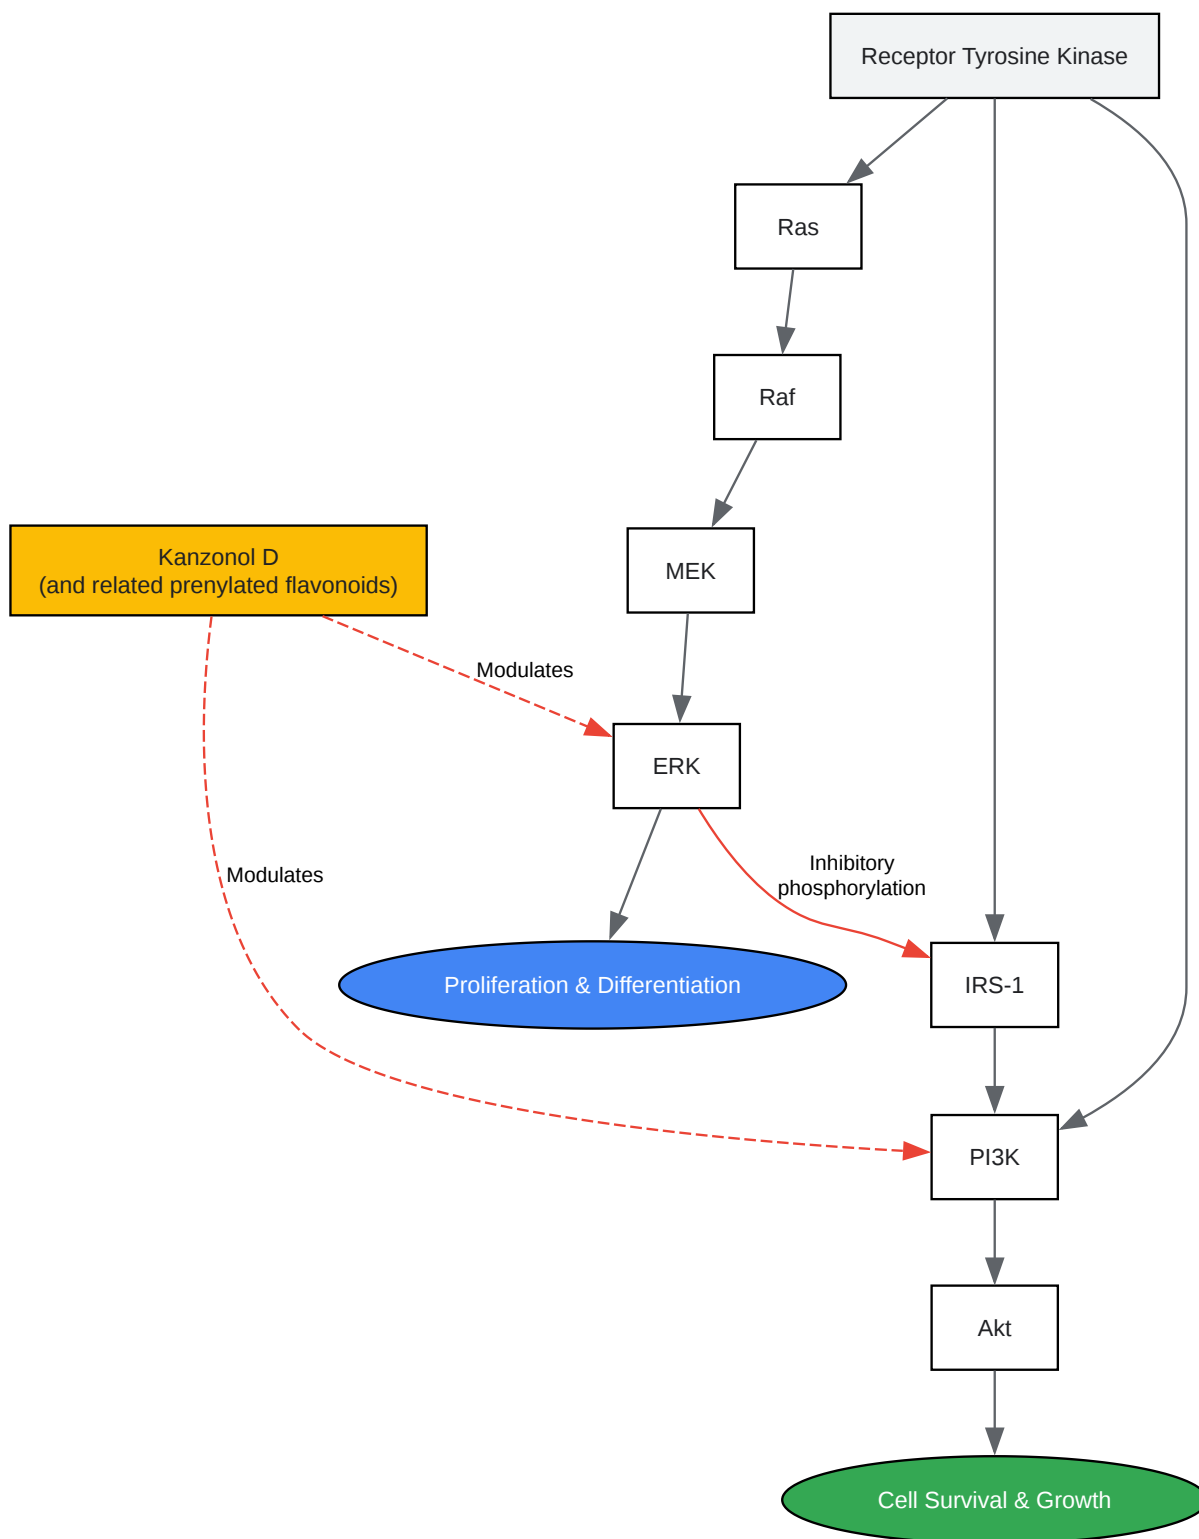 Receptor Tyrosine Kinase
Ras
Raf
MEK
Kanzonol D
(and related prenylated flavonoids)
Modulates
ERK
Inhibitory
phosphorylation
Modulates
Proliferation & Differentiation
IRS-1
PI3K
Akt
Cell Survival & Growth